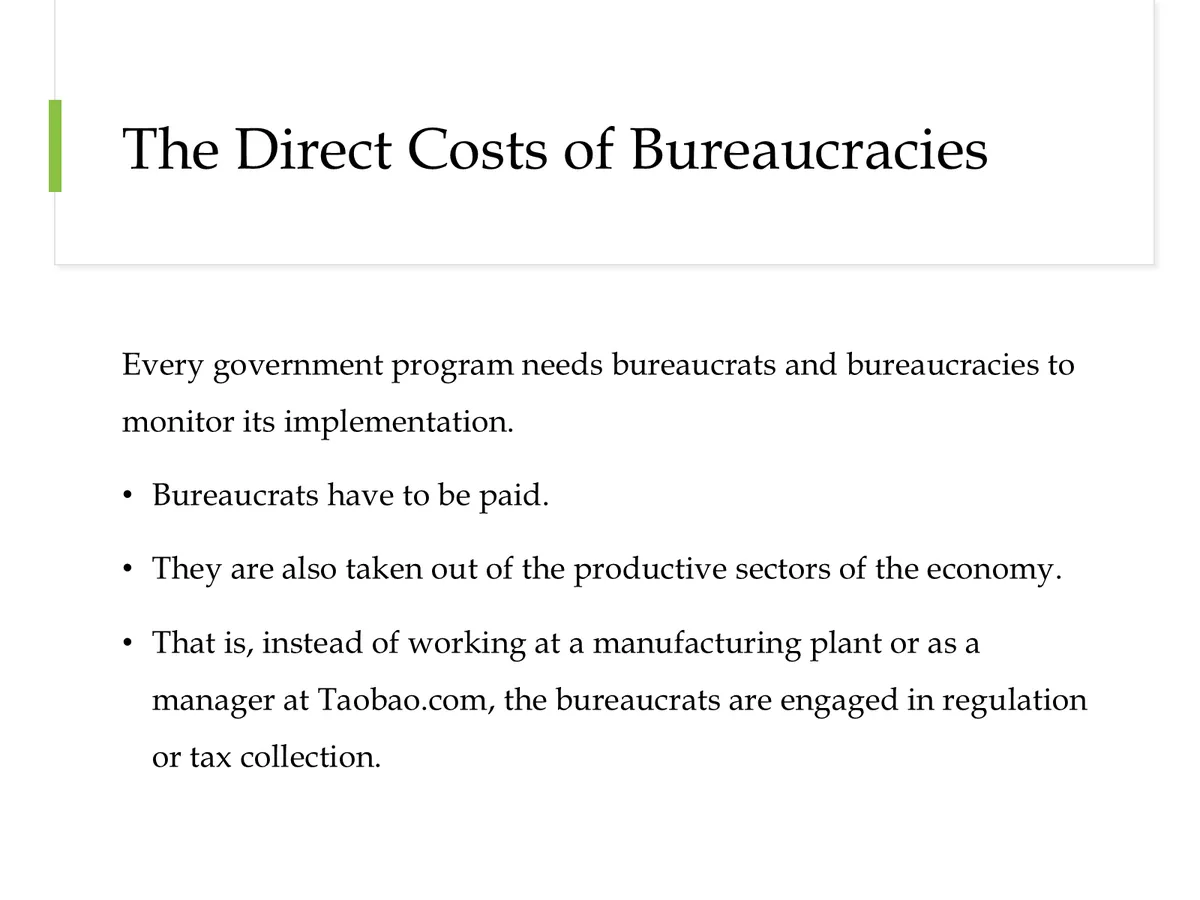 The Direct Costs of Bureaucracies
Every government program needs bureaucrats and bureaucracies to
monitor its implementation.
• Bureaucrats have to be paid.
• They are also taken out of the productive sectors of the economy.
• That is, instead of working at a manufacturing plant or as a
manager at Taobao.com, the bureaucrats are engaged in regulation
or tax collection.